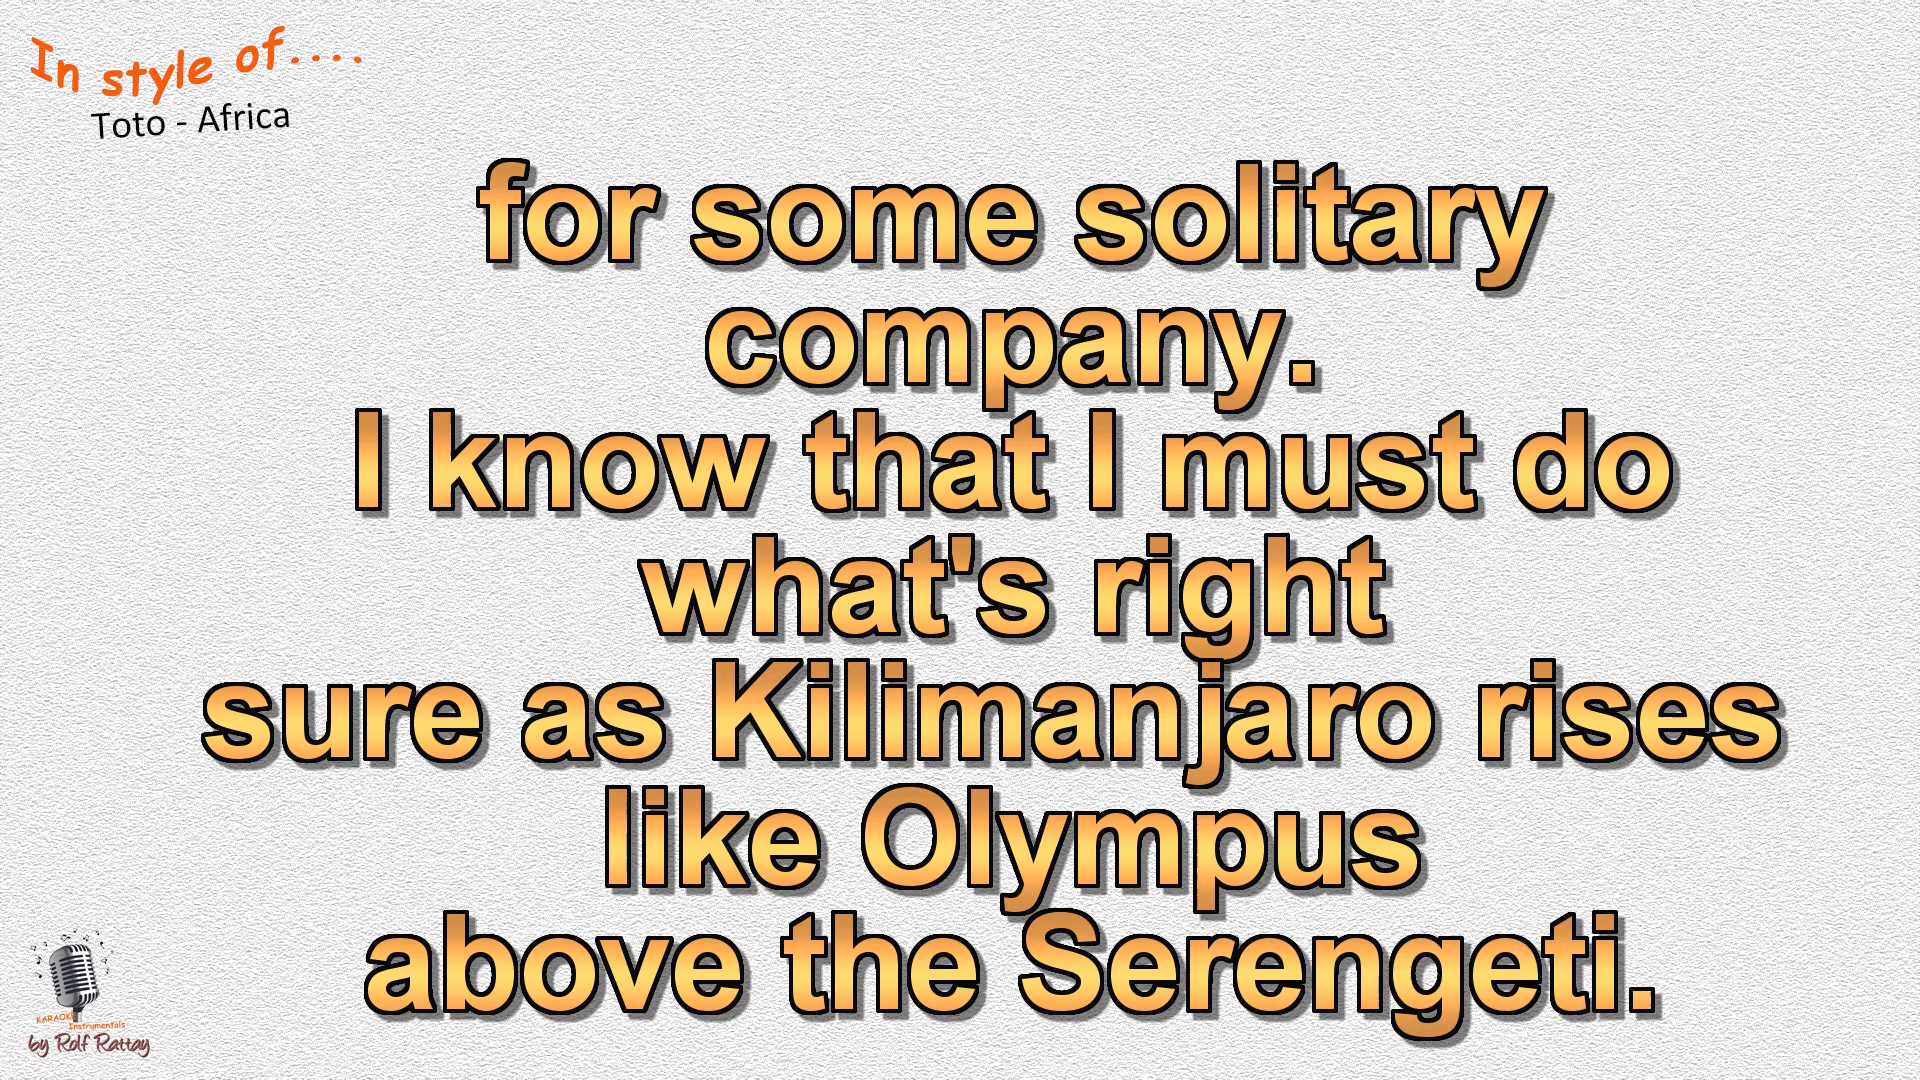 In style of....
Toto - Africa
for some solitary
company.
I know that I must do
what's right
sure as Kilimanjaro rises
like Olympus
above the Serengeti.
KARAOKE
Instrumentals
by Rolf Rattay